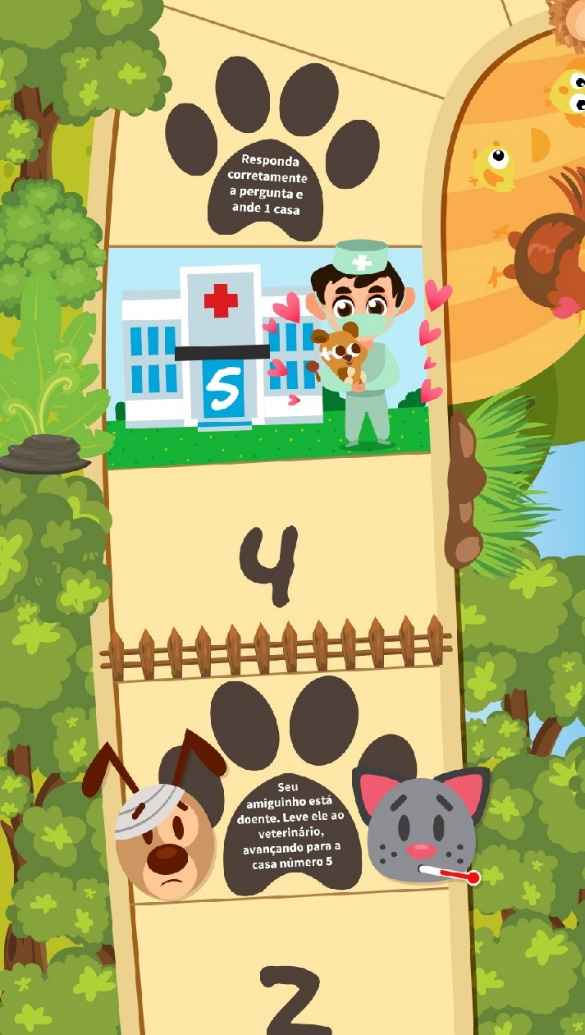 Responda
corretamente
a pergunta e
ande 1 casa
5
4
Seu
amiguinho está
doente. Leve ele ao
veterinário,
avançando para a
casa número 5
2